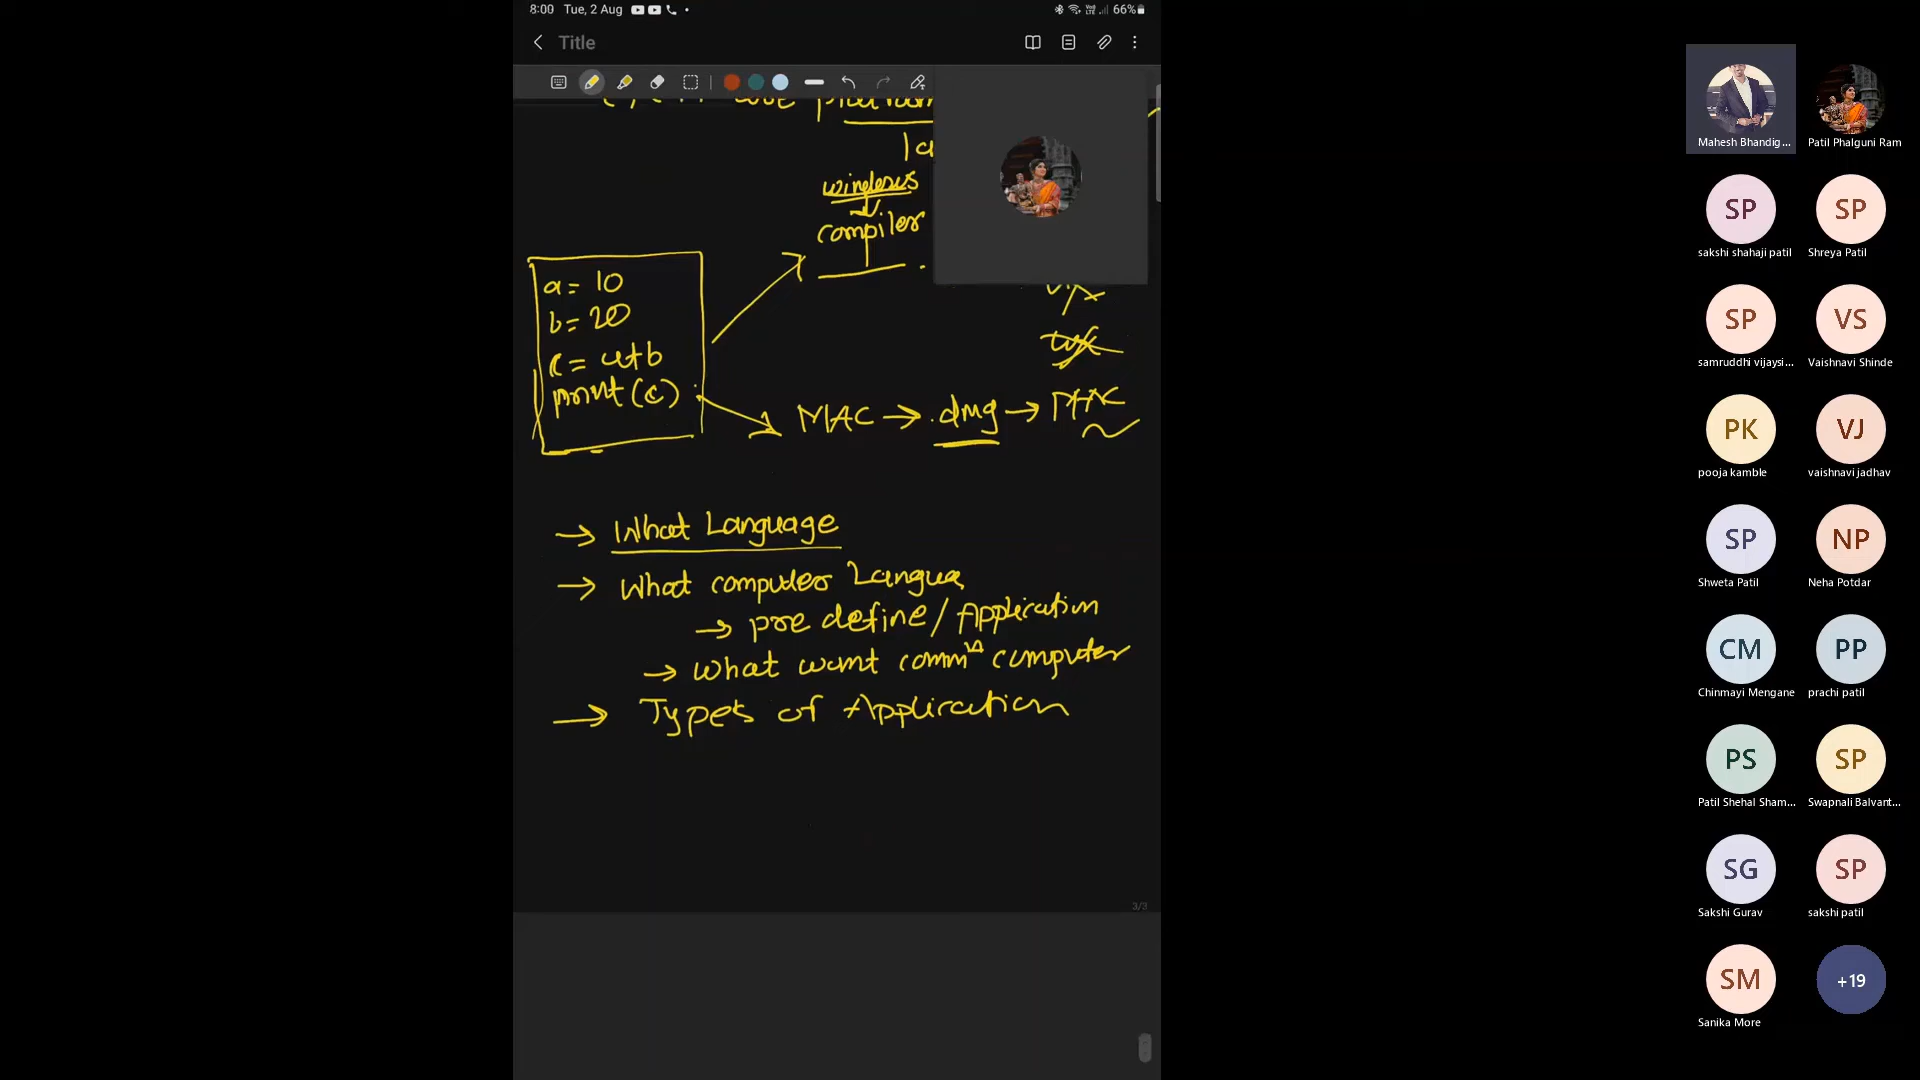 8:00 Tue, 2 Aug
66%
Title
la
windows
compiler
a = 10
b = 20
c = a+b
print(c)
MAC → .dmg → MAC
→ What Language
→ What computer Langua
→ pre define / Application
→ what want comm^n computer
→ Types of Application
3/3
Mahesh Bhandig...
Patil Phalguni Ram
SP
sakshi shahaji patil
SP
Shreya Patil
SP
samruddhi vijaysi...
VS
Vaishnavi Shinde
PK
pooja kamble
VJ
vaishnavi jadhav
SP
Shweta Patil
NP
Neha Potdar
CM
Chinmayi Mengane
PP
prachi patil
PS
Patil Shehal Sham...
SP
Swapnali Balvant...
SG
Sakshi Gurav
SP
sakshi patil
SM
Sanika More
+19